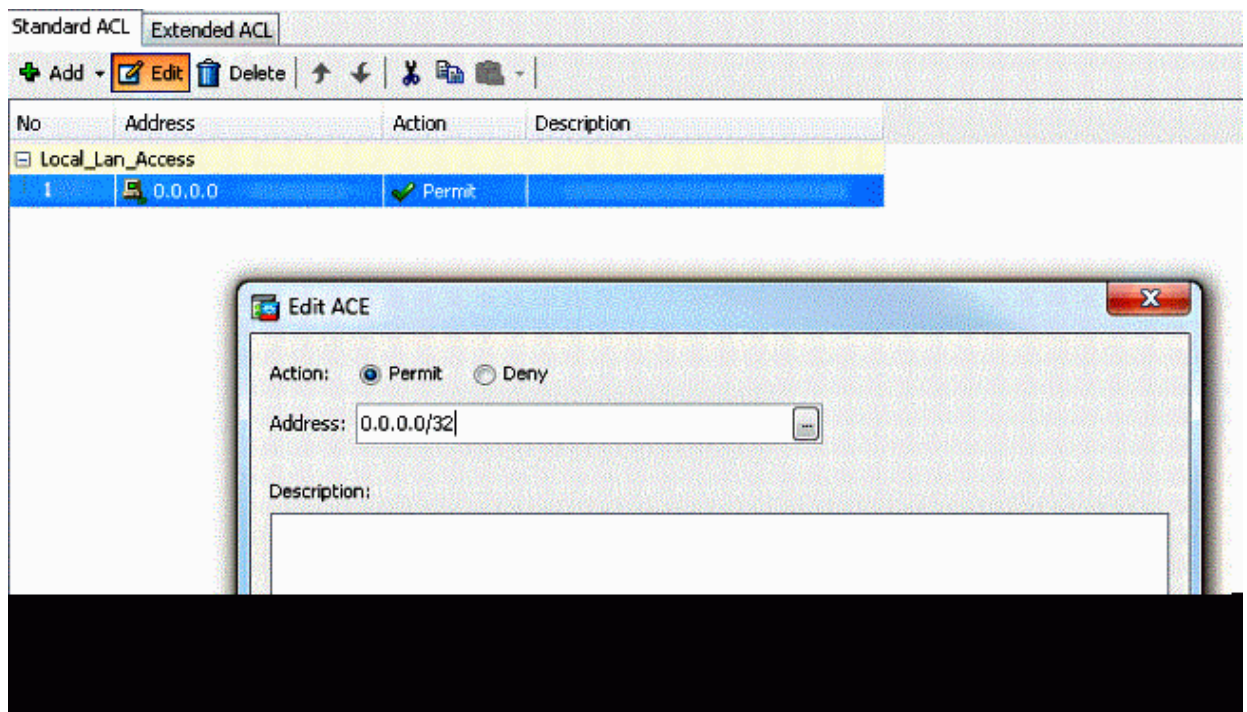 Standard ACL Extended ACL
Add Edit Delete
No Address Action Description
Local_Lan_Access
1 0.0.0.0 Permit
Edit ACE
Action: Permit Deny
Address: 0.0.0.0/32 ...
Description: